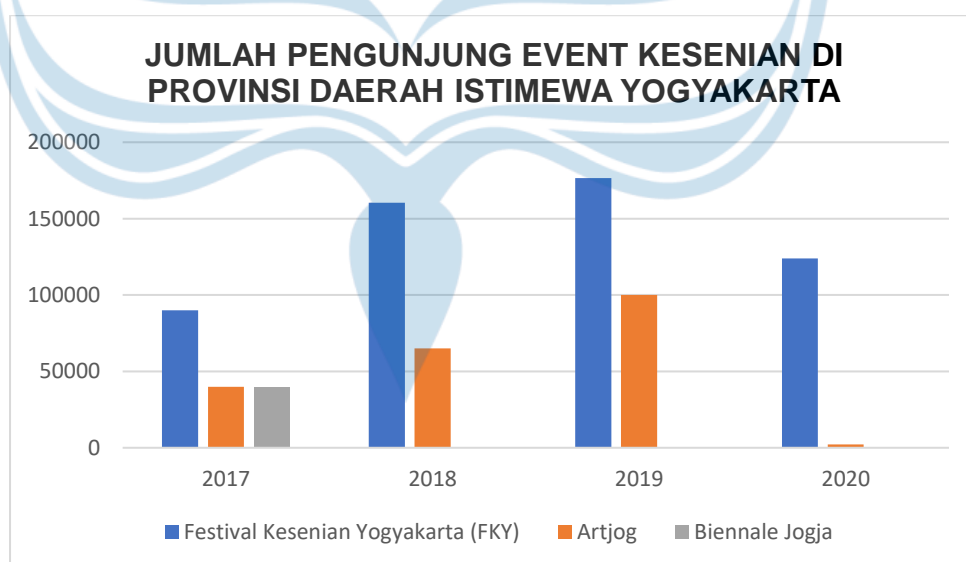 JUMLAH PENGUNJUNG EVENT KESENIAN DI
PROVINSI DAERAH ISTIMEWA YOGYAKARTA
200000
150000
100000
50000
0
2017 2018 2019 2020
Festival Kesenian Yogyakarta (FKY) Artjog Biennale Jogja